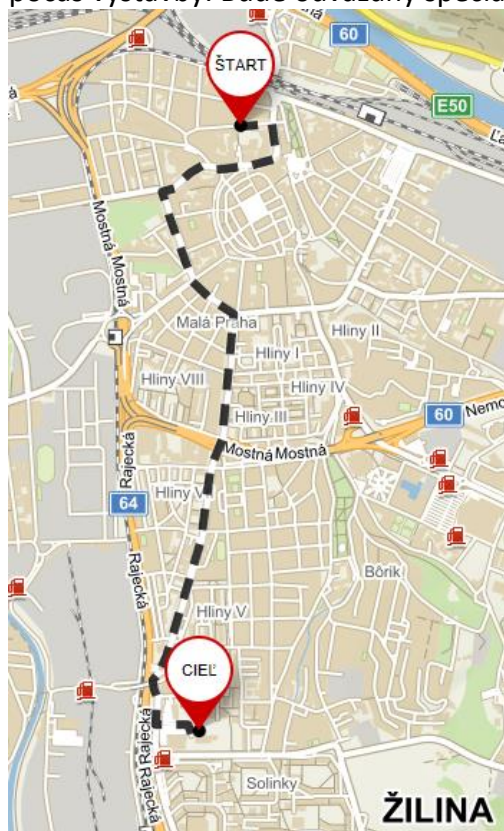 60
ŠTART
E50
Mostná
Mostná
Malá Praha
Hliny II
Hliny I
Hliny VIII
Hliny IV
Hliny III
60
Mostná
Mostná
Rajecká
64
Hliny V
Bôrik
Rajecká
Hliny V
CIEĽ
Rajecká
Solinky
ŽILINA